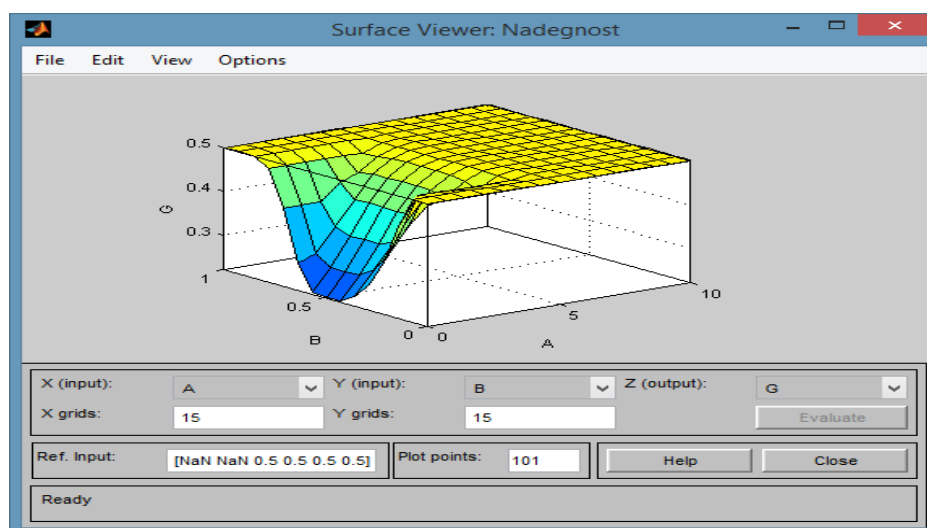 Surface Viewer: Nadegnost
File Edit View Options
0.5
0.4
0.3
G
1
0.5
0
B
0
5
10
A
X (input): A Y (input): B Z (output): G
X grids: 15 Y grids: 15 Evaluate
Ref. Input: [NaN NaN 0.5 0.5 0.5 0.5] Plot points: 101 Help Close
Ready